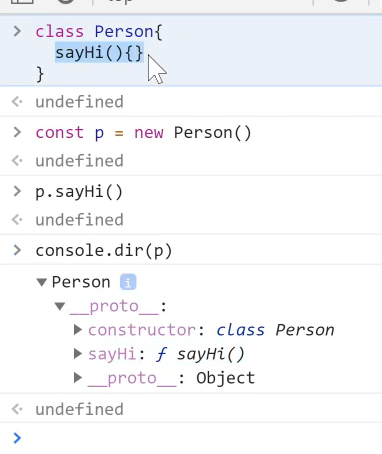 top
> class Person{
sayHi(){}
}
<· undefined
> const p = new Person()
<· undefined
> p.sayHi()
<· undefined
> console.dir(p)
▼Person i
▼__proto__:
▶constructor: class Person
▶sayHi: ƒ sayHi()
▶__proto__: Object
<· undefined
>